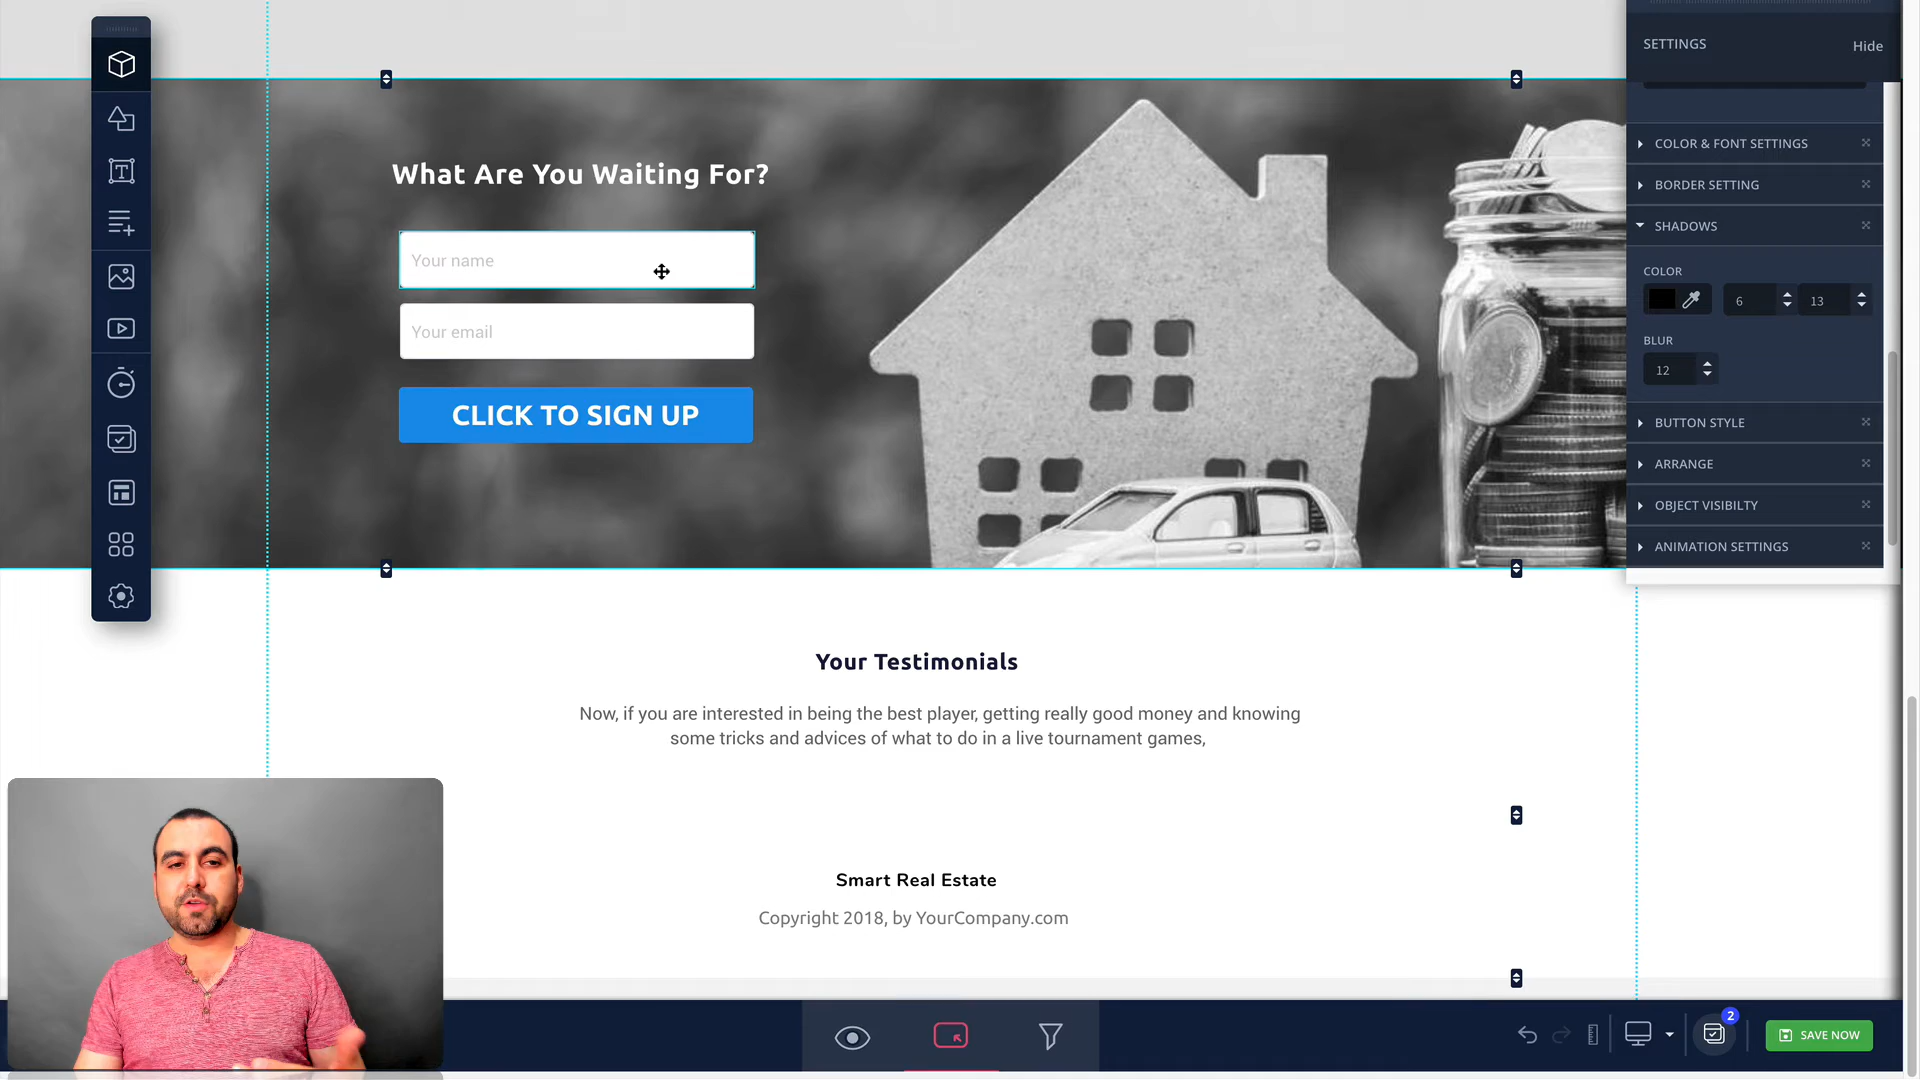 SETTINGS
Hide
What Are You Waiting For?
Your name
Your email
CLICK TO SIGN UP
COLOR & FONT SETTINGS
BORDER SETTING
SHADOWS
COLOR
6
13
BLUR
12
BUTTON STYLE
ARRANGE
OBJECT VISIBILTY
ANIMATION SETTINGS
Your Testimonials
Now, if you are interested in being the best player, getting really good money and knowing
some tricks and advices of what to do in a live tournament games,
Smart Real Estate
Copyright 2018, by YourCompany.com
2
SAVE NOW